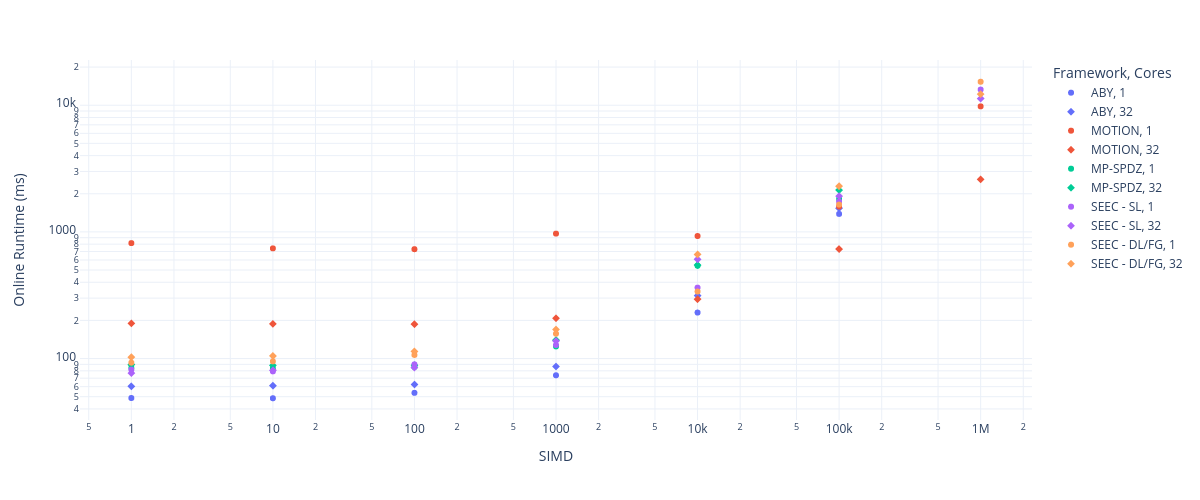 Online Runtime (ms)
2
10k
9
8
7
6
5
4
3
2
1000
9
8
7
6
5
4
3
2
100
9
8
7
6
5
4
5 1 2 5 10 2 5 100 2 5 1000 2 5 10k 2 5 100k 2 5 1M 2
SIMD
Framework, Cores
ABY, 1
ABY, 32
MOTION, 1
MOTION, 32
MP-SPDZ, 1
MP-SPDZ, 32
SEEC - SL, 1
SEEC - SL, 32
SEEC - DL/FG, 1
SEEC - DL/FG, 32